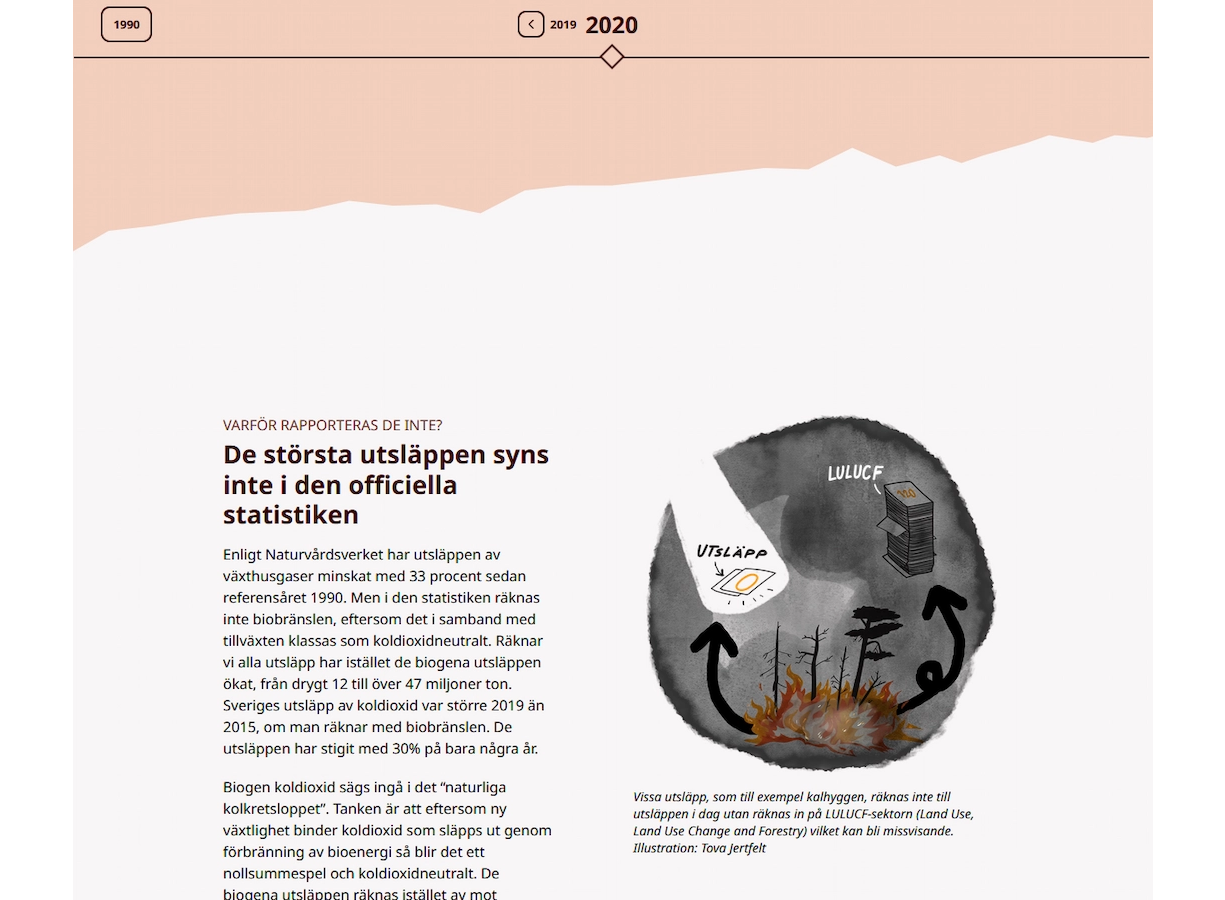 1990
2019 2020
VARFÖR RAPPORTERAS DE INTE?
De största utsläppen syns
inte i den officiella
statistiken
Enligt Naturvårdsverket har utsläppen av
växthusgaser minskat med 33 procent sedan
referensåret 1990. Men i den statistiken räknas
inte biobränslen, eftersom det i samband med
tillväxten klassas som koldioxidneutralt. Räknar
vi alla utsläpp har istället de biogena utsläppen
ökat, från drygt 12 till över 47 miljoner ton.
Sveriges utsläpp av koldioxid var större 2019 än
2015, om man räknar med biobränslen. De
utsläppen har stigit med 30% på bara några år.
Biogen koldioxid sägs ingå i det “naturliga
kolkretsloppet”. Tanken är att eftersom ny
växtlighet binder koldioxid som släpps ut genom
förbränning av bioenergi så blir det ett
nollsummespel och koldioxidneutralt. De
biogena utsläppen räknas istället av mot
LULUCF
UTSLÄPP
Vissa utsläpp, som till exempel kalhyggen, räknas inte till
utsläppen i dag utan räknas in på LULUCF-sektorn (Land Use,
Land Use Change and Forestry) vilket kan bli missvisande.
Illustration: Tova Jertfelt